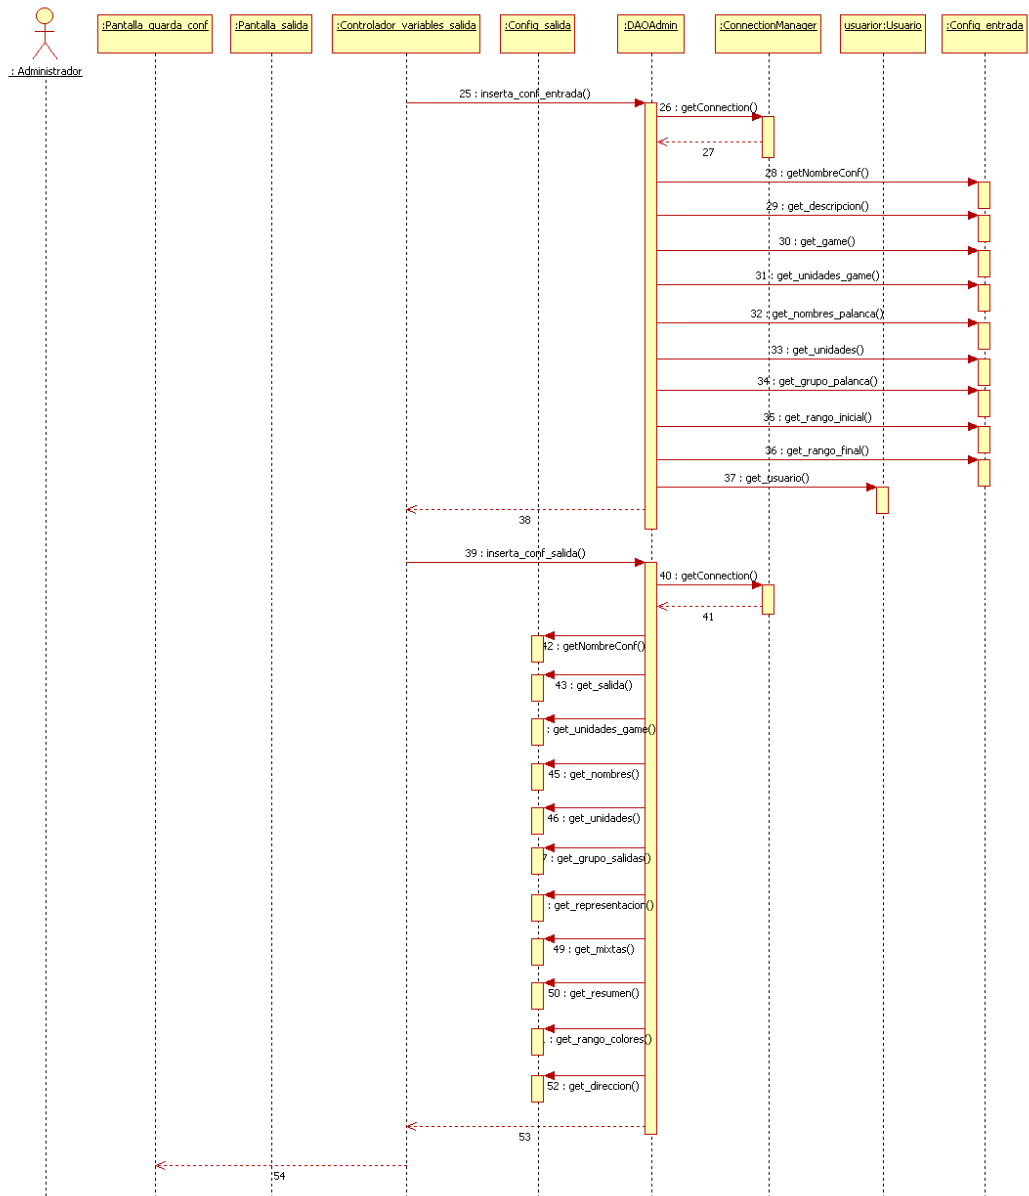 :Pantalla_guarda_conf
:Pantalla_salida
:Controlador_variables_salida
:Config_salida
:DAOAdmin
:ConnectionManager
usuarior:Usuario
:Config_entrada
: Administrador
25 : inserta_conf_entrada()
26 : getConnection()
27
28 : getNombreConf()
29 : get_descripcion()
30 : get_game()
31 : get_unidades_game()
32 : get_nombres_palanca()
33 : get_unidades()
34 : get_grupo_palanca()
35 : get_rango_inicial()
36 : get_rango_final()
37 : get_usuario()
38
39 : inserta_conf_salida()
40 : getConnection()
41
42 : getNombreConf()
43 : get_salida()
: get_unidades_game()
45 : get_nombres()
46 : get_unidades()
7 : get_grupo_salidas()
: get_representacion()
49 : get_mixtas()
50 : get_resumen()
: get_rango_colores()
52 : get_direccion()
53
54